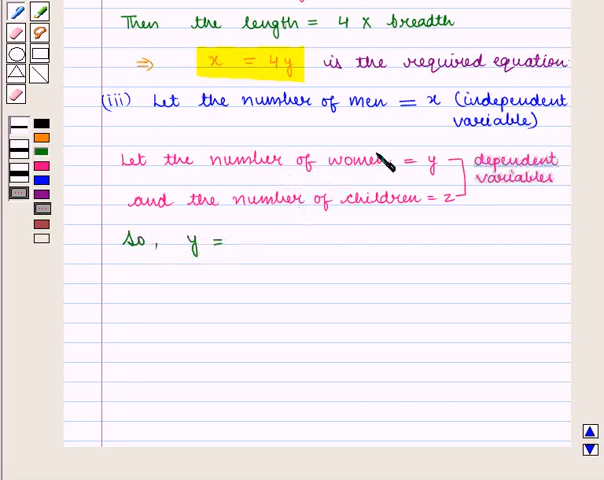 Then the length = 4 × breadth
⇒ x = 4y is the required equation.
(iii) Let the number of men = x (independent
variable)
Let the number of women = y dependent
variables
and the number of children = z
So, y =